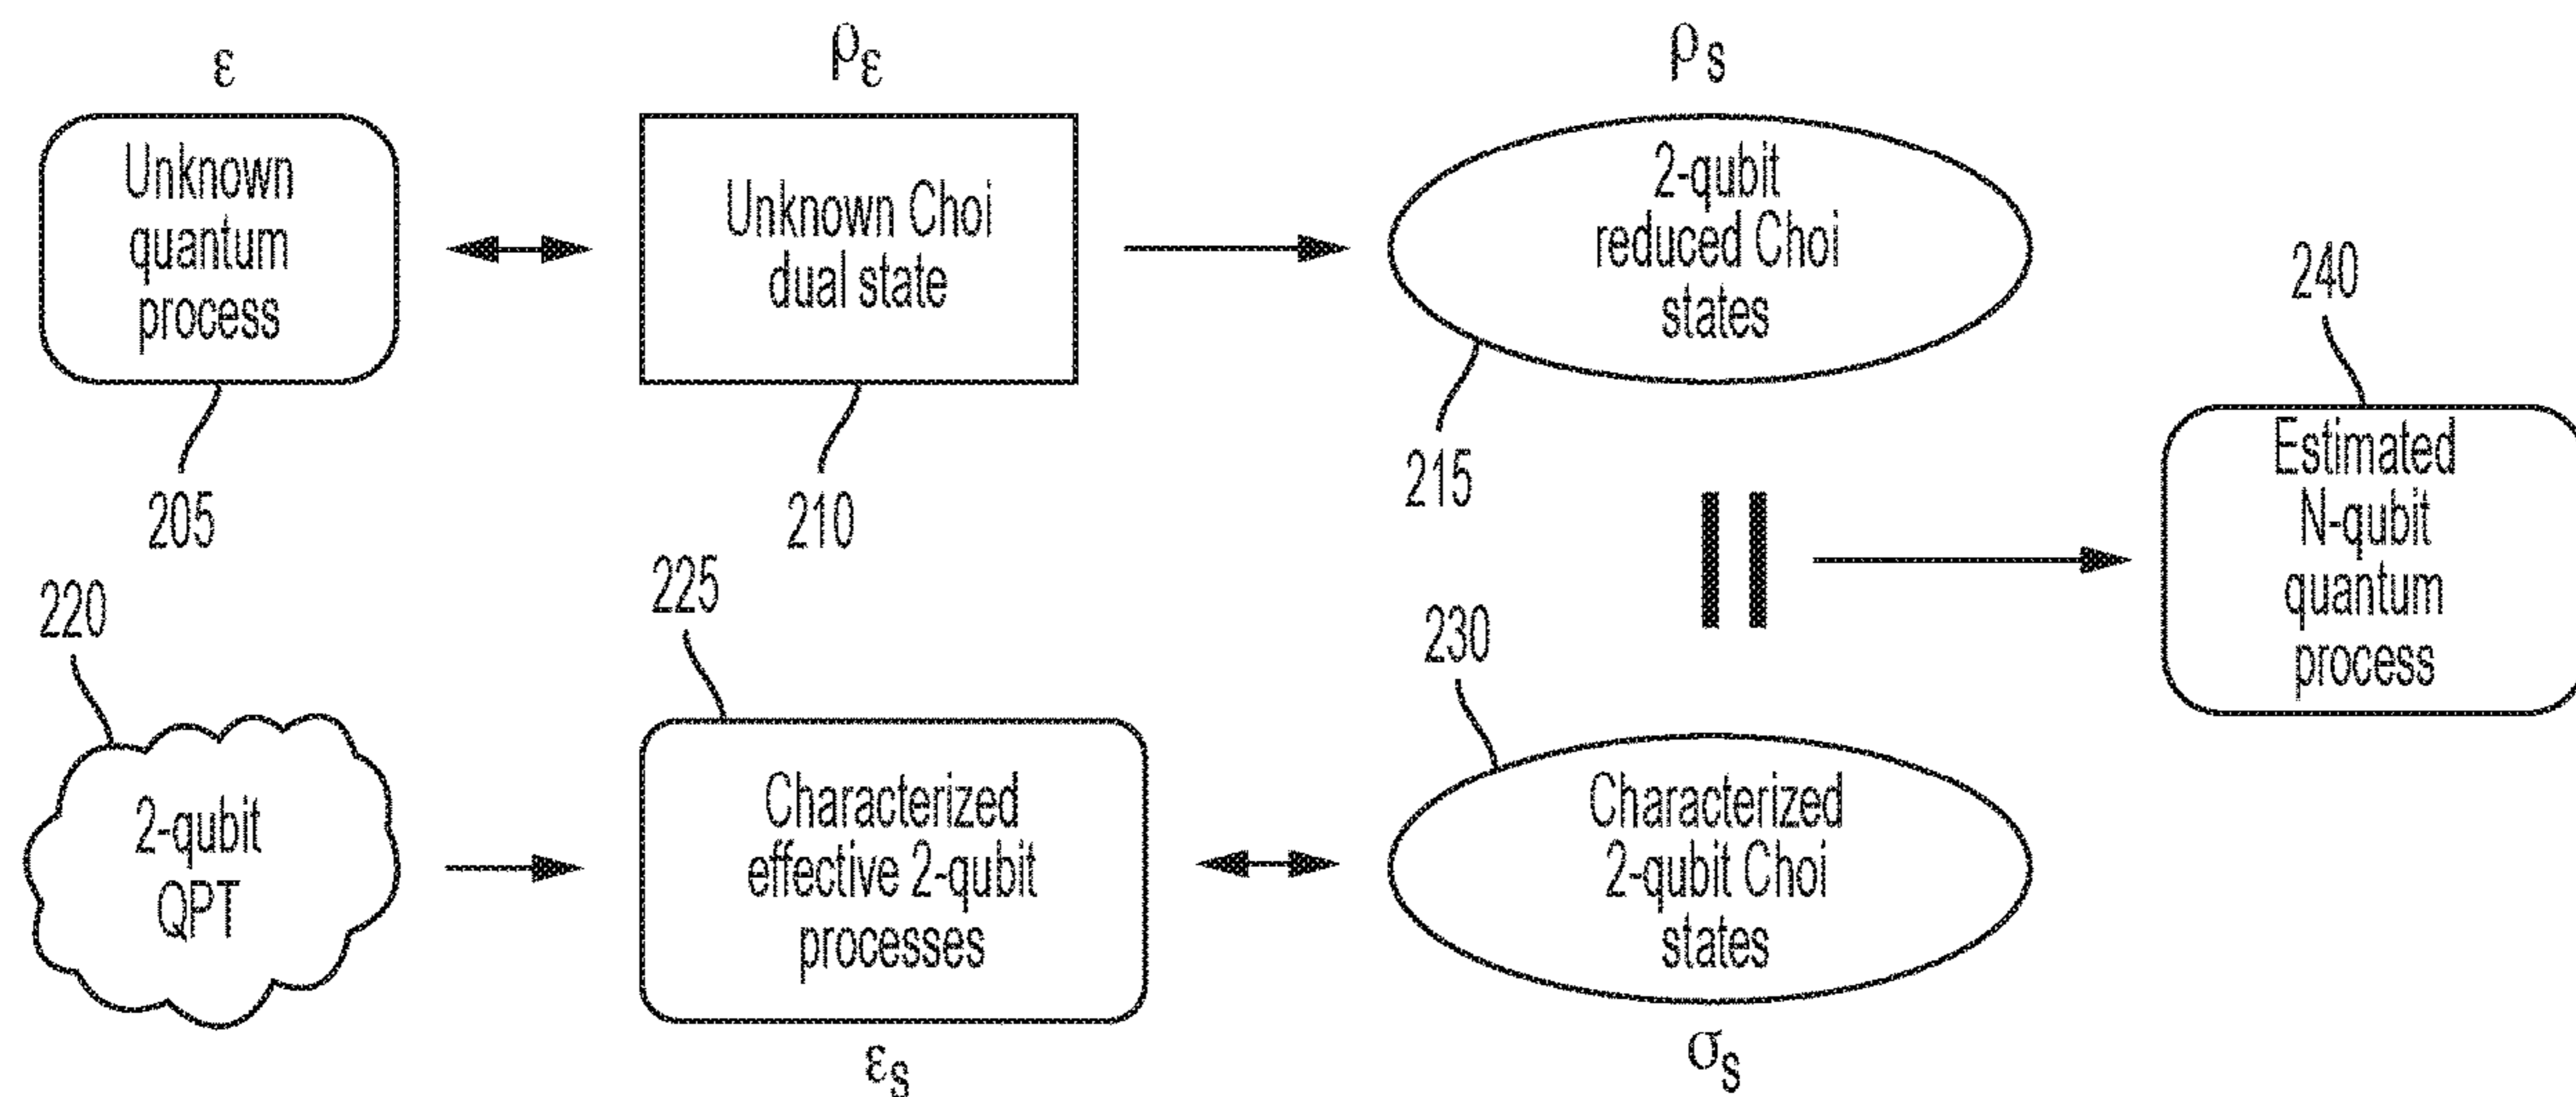 ε
Unknown
quantum
process
205
ρε
Unknown Choi
dual state
210
ρs
2-qubit
reduced Choi
states
215
220
2-qubit
QPT
225
Characterized
effective 2-qubit
processes
εs
230
Characterized
2-qubit Choi
states
σs
240
Estimated
N-qubit
quantum
process